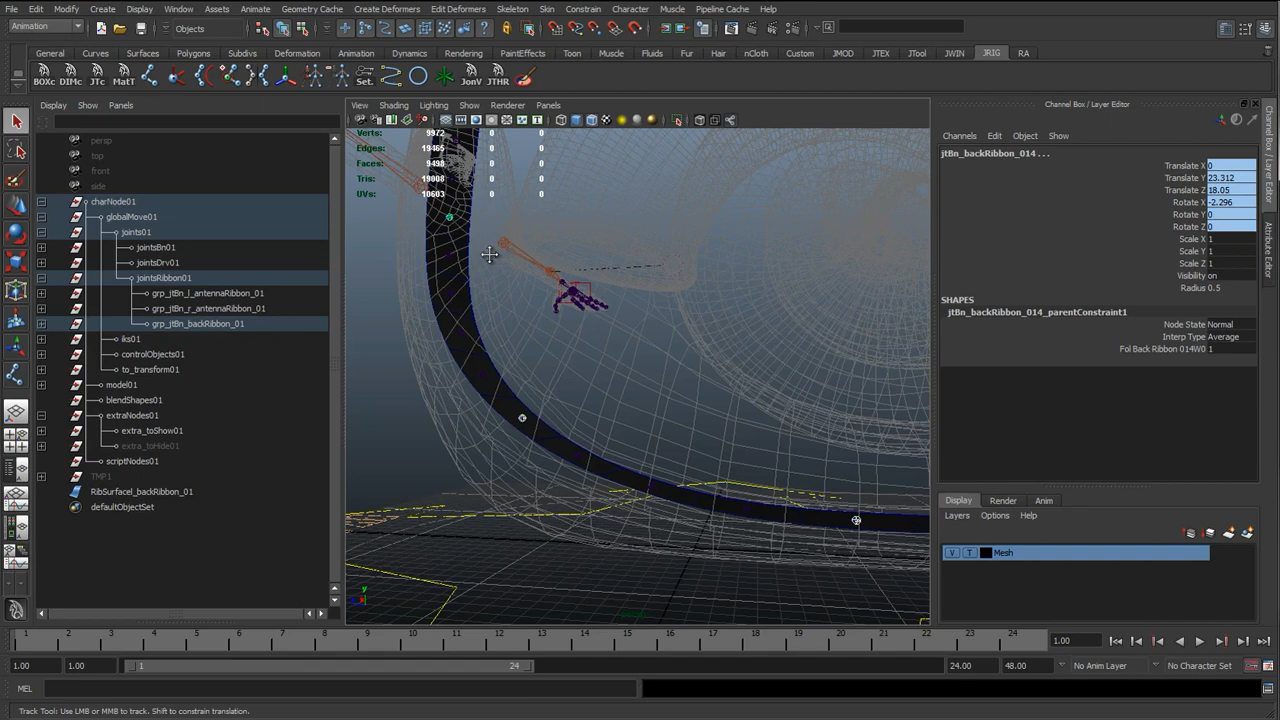 File Edit Modify Create Display Window Assets Animate Geometry Cache Create Deformers Edit Deformers Skeleton Skin Constrain Character Muscle Pipeline Cache Help
Animation Objects
General Curves Surfaces Polygons Subdivs Deformation Animation Dynamics Rendering PaintEffects Toon Muscle Fluids Fur Hair nCloth Custom JMOD JTEX JTool JWIN JRIG RA
BOXc DIMc JTc MatT Set. JonV JTHR
Display Show Panels
View Shading Lighting Show Renderer Panels
Channel Box / Layer Editor
persp
top
front
side
charNode01
globalMove01
joints01
jointsBn01
jointsDrv01
jointsRibbon01
grp_jtBn_l_antennaRibbon_01
grp_jtBn_r_antennaRibbon_01
grp_jtBn_backRibbon_01
iks01
controlObjects01
to_transform01
model01
blendShapes01
extraNodes01
extra_toShow01
extra_toHide01
scriptNodes01
TMP1
RibSurfaceI_backRibbon_01
defaultObjectSet
Verts: 9972 0 0
Edges: 19465 0 0
Faces: 9498 0 0
Tris: 19008 0 0
UVs: 10603 0 0
y
Channels Edit Object Show
jtBn_backRibbon_014 . . .
Translate X 0
Translate Y 23.312
Translate Z 18.05
Rotate X -2.296
Rotate Y 0
Rotate Z 0
Scale X 1
Scale Y 1
Scale Z 1
Visibility on
Radius 0.5
SHAPES
jtBn_backRibbon_014_parentConstraint1
Node State Normal
Interp Type Average
Fol Back Ribbon 014W0 1
Display Render Anim
Layers Options Help
V T Mesh
Channel Box / Layer Editor
Attribute Editor
1 2 3 4 5 6 7 8 9 10 11 12 13 14 15 16 17 18 19 20 21 22 23 24 1.00
1.00 1.00 1 24 24.00 48.00 No Anim Layer No Character Set
MEL
Track Tool: Use LMB or MMB to track. Shift to constrain translation.